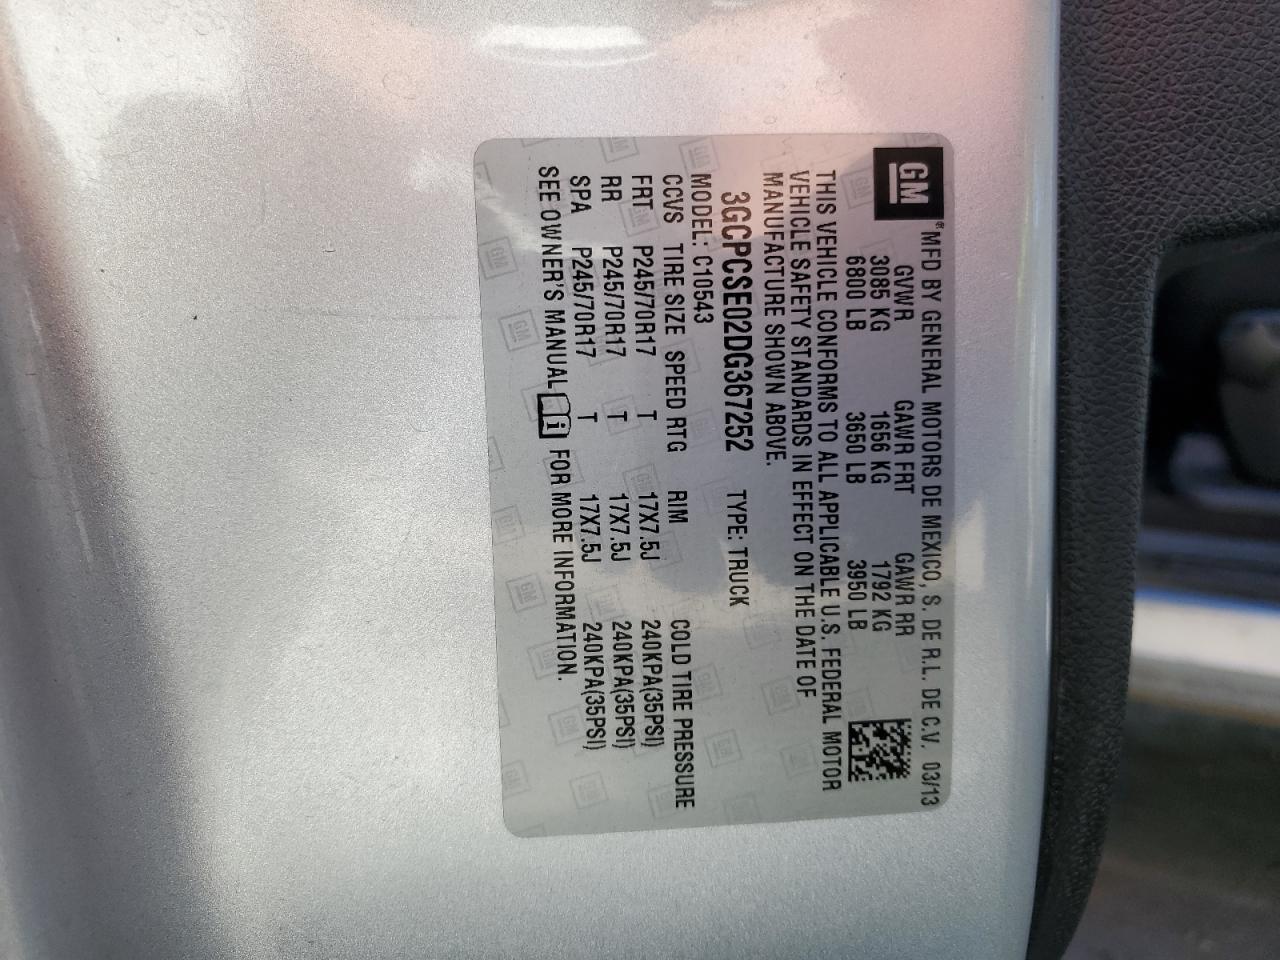 GM® MFD BY GENERAL MOTORS DE MEXICO, S. DE R.L. DE C.V. 03/13
GVWR GAWR FRT GAWR RR
3085 KG 1656 KG 1792 KG
6800 LB 3650 LB 3950 LB
THIS VEHICLE CONFORMS TO ALL APPLICABLE U.S. FEDERAL MOTOR
VEHICLE SAFETY STANDARDS IN EFFECT ON THE DATE OF
MANUFACTURE SHOWN ABOVE.
3GCPCSE02DG367252 TYPE: TRUCK
MODEL: C10543
CCVS TIRE SIZE SPEED RTG RIM COLD TIRE PRESSURE
FRT P245/70R17 T 17X7.5J 240KPA(35PSI)
RR P245/70R17 T 17X7.5J 240KPA(35PSI)
SPA P245/70R17 T 17X7.5J 240KPA(35PSI)
SEE OWNER'S MANUAL i FOR MORE INFORMATION.